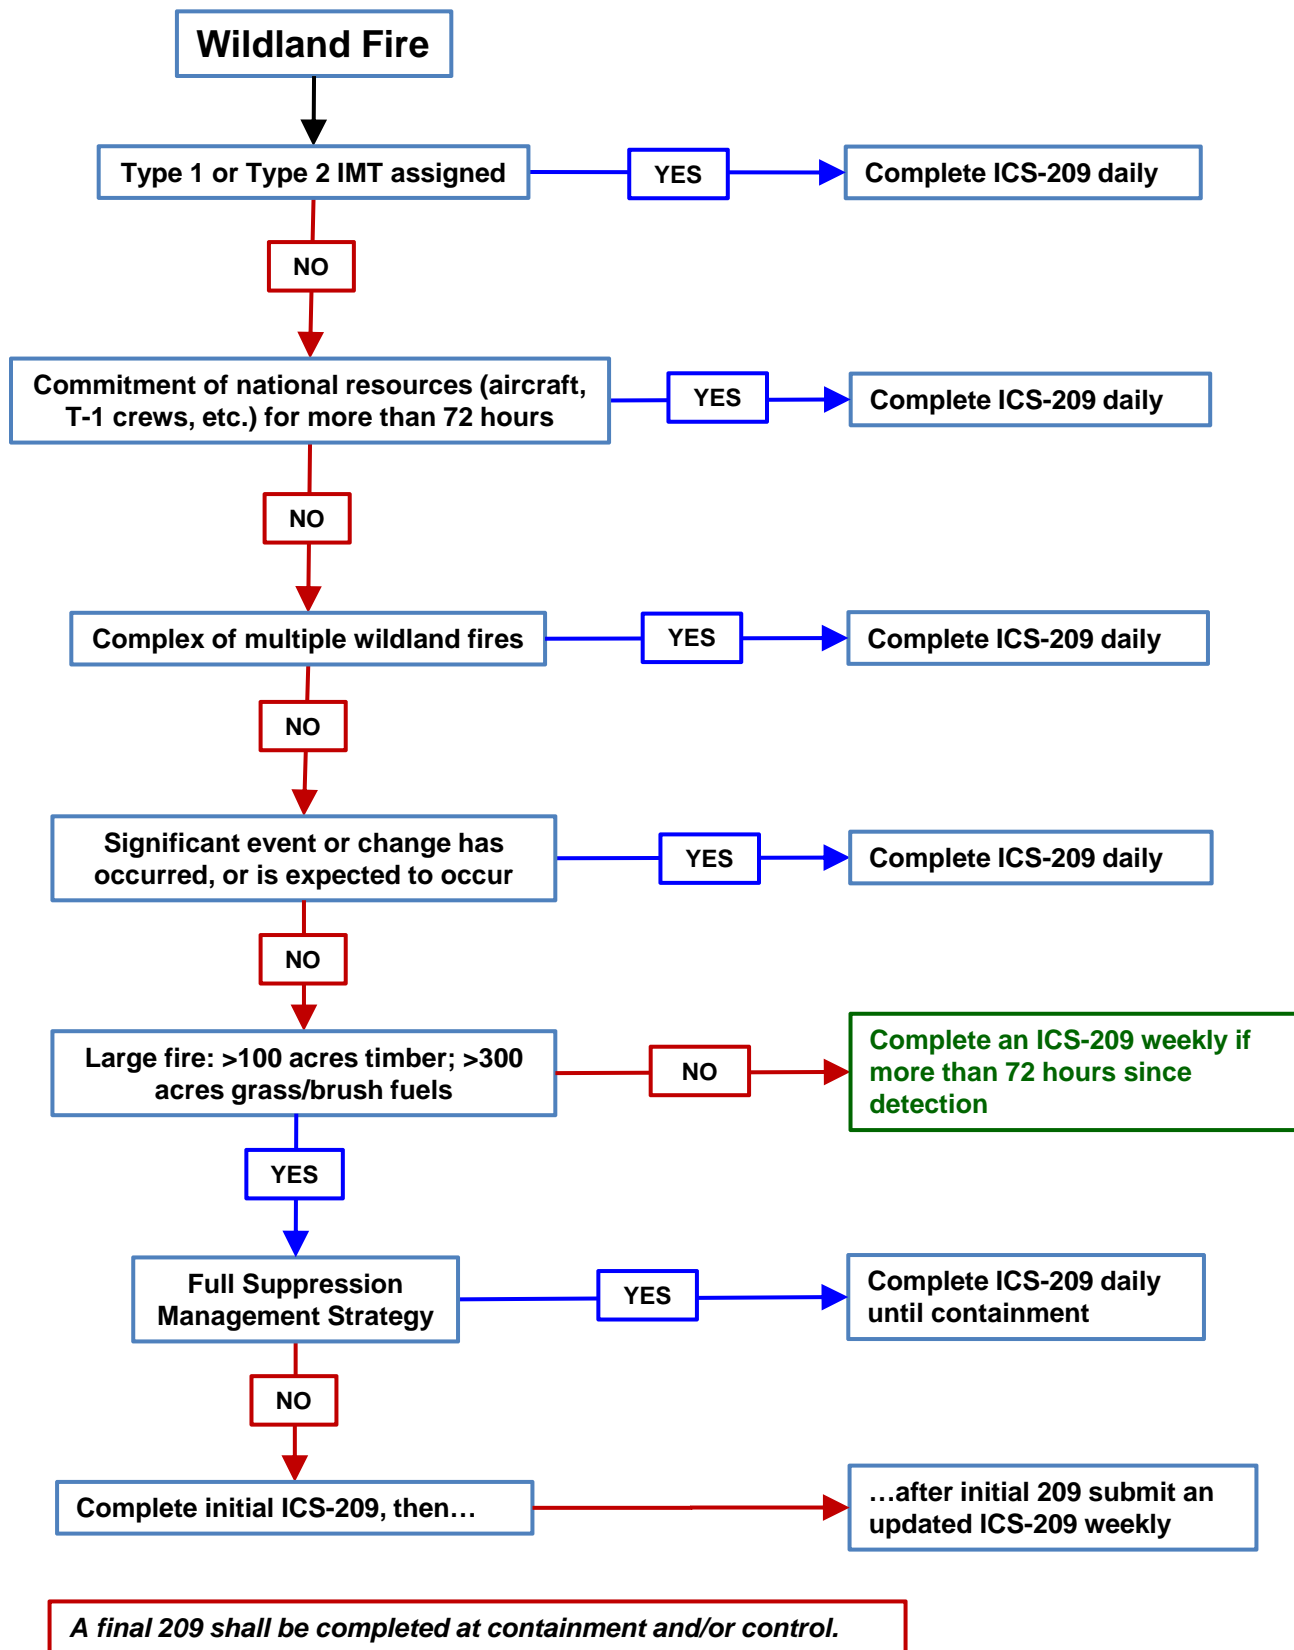 Wildland Fire
Type 1 or Type 2 IMT assigned
YES
Complete ICS-209 daily
NO
Commitment of national resources (aircraft,
T-1 crews, etc.) for more than 72 hours
YES
Complete ICS-209 daily
NO
Complex of multiple wildland fires
YES
Complete ICS-209 daily
NO
Significant event or change has
occurred, or is expected to occur
YES
Complete ICS-209 daily
NO
Large fire: >100 acres timber; >300
acres grass/brush fuels
NO
Complete an ICS-209 weekly if
more than 72 hours since
detection
YES
Full Suppression
Management Strategy
YES
Complete ICS-209 daily
until containment
NO
Complete initial ICS-209, then…
…after initial 209 submit an
updated ICS-209 weekly
A final 209 shall be completed at containment and/or control.